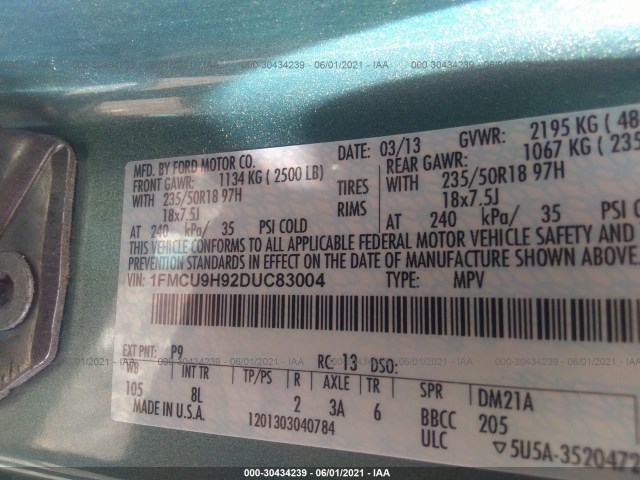 000-30434239 - 06/01/2021 - IAA
MFD. BY FORD MOTOR CO.
DATE: 03/13 GVWR: 2195 KG ( 48
FRONT GAWR: 1134 KG ( 2500 LB)
REAR GAWR: 1067 KG ( 235
WITH 235/50R18 97H TIRES WITH 235/50R18 97H
18x7.5J RIMS 18x7.5J
AT 240 kPa/ 35 PSI COLD AT 240 kPa/ 35 PSI CO
THIS VEHICLE CONFORMS TO ALL APPLICABLE FEDERAL MOTOR VEHICLE SAFETY AND
PREVENTION STANDARDS IN EFFECT ON THE DATE OF MANUFACTURE SHOWN ABOVE.
VIN: 1FMCU9H92DUC83004 TYPE: MPV
EXT PNT: P9 RC: 13 DSO:
WB INT TR TP/PS R AXLE TR SPR DM21A
105 8L 2 3A 6 BBCC 205
MADE IN U.S.A. 1201303040784 ULC ▽5U5A-3520472
000-30434239 - 06/01/2021 - IAA